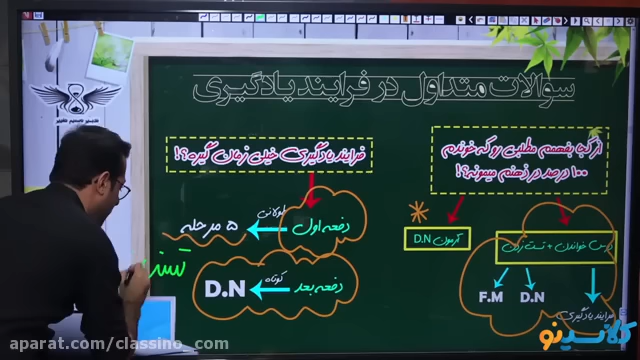 سوالات متداول در فرایند یادگیری
از کجا بفهمم مطلبی رو که خوندم
۱۰۰ درصد در ذهنم میمونه؟!
آزمون D.N
درس خواندن + تست زدن
F.M
D.N
فرایند یادگیری
فرایند یادگیری خیلی زمان گیره؟!
دفعه اول
طولانی
۵ مرحله
دفعه بعد
کوتاه
D.N
کلاسینو
aparat.com/classino_com